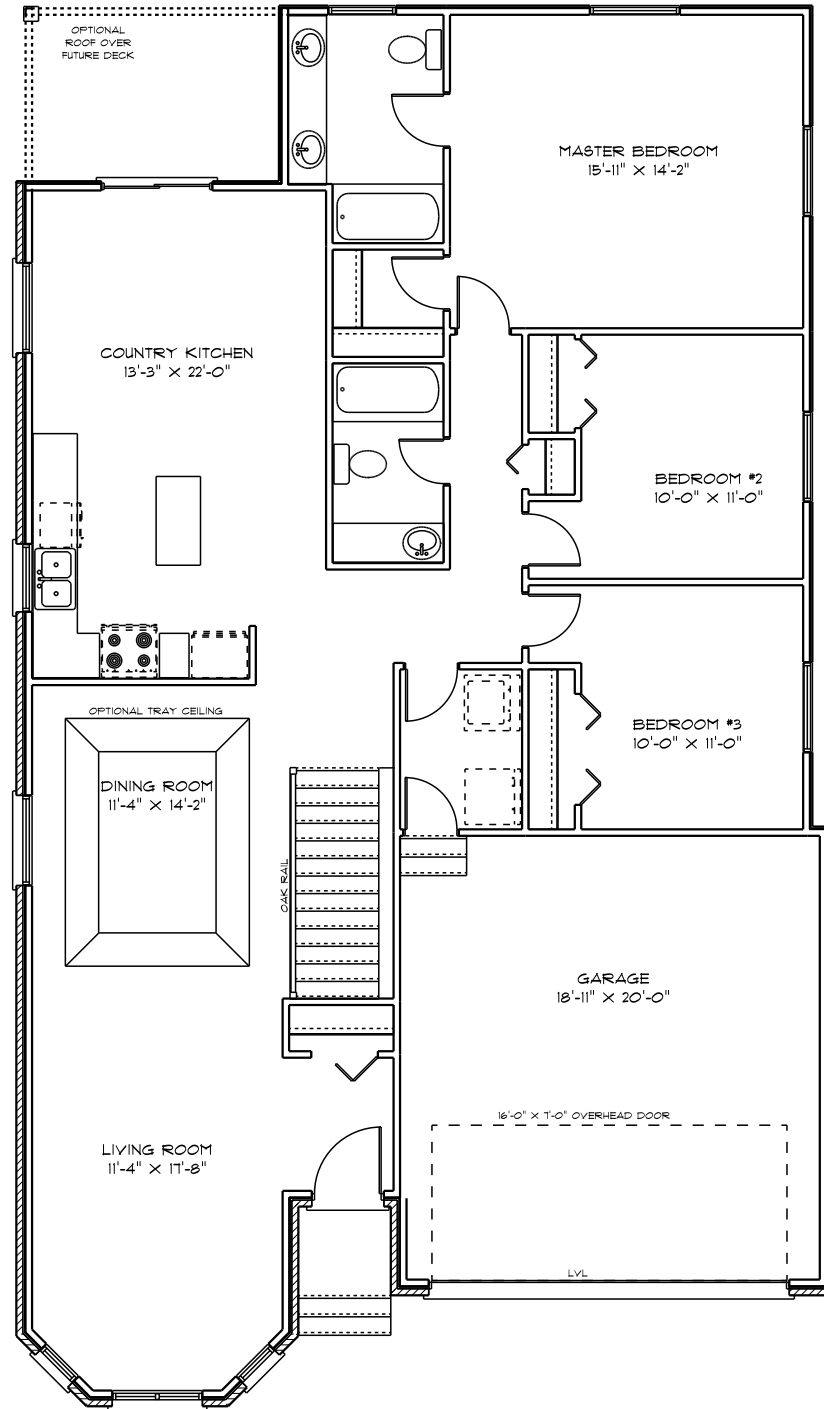 OPTIONAL
ROOF OVER
FUTURE DECK
MASTER BEDROOM
15'-11" X 14'-2"
COUNTRY KITCHEN
13'-3" X 22'-0"
BEDROOM #2
10'-0" X 11'-0"
OPTIONAL TRAY CEILING
BEDROOM #3
10'-0" X 11'-0"
DINING ROOM
11'-4" X 14'-2"
OAK RAIL
GARAGE
18'-11" X 20'-0"
16'-0" X 7'-0" OVERHEAD DOOR
LIVING ROOM
11'-4" X 17'-8"
LVL